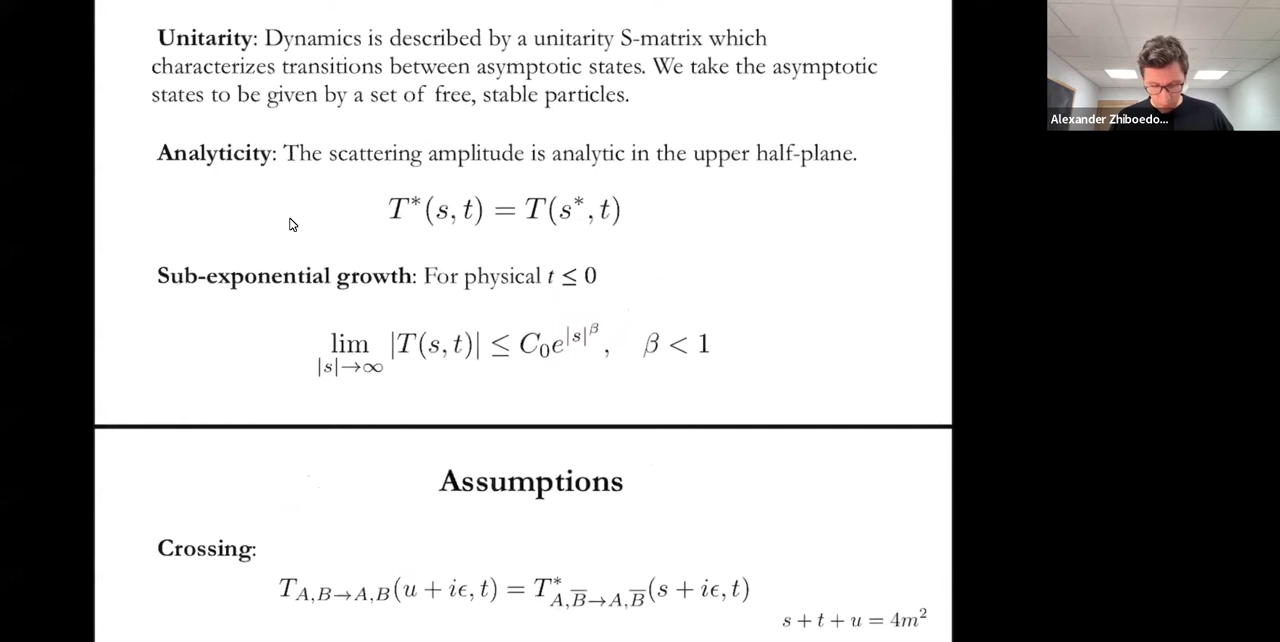 Unitarity: Dynamics is described by a unitarity S-matrix which
characterizes transitions between asymptotic states. We take the asymptotic
states to be given by a set of free, stable particles.
Analyticity: The scattering amplitude is analytic in the upper half-plane.
T*(s, t) = T(s*, t)
Sub-exponential growth: For physical t ≤ 0
lim_{|s|→∞} |T(s, t)| ≤ C₀e^{|s|^β}, β < 1
Assumptions
Crossing:
T_{A,B→A,B}(u + iϵ, t) = T*_{A,B̅→A,B̅}(s + iϵ, t)
s + t + u = 4m²
Alexander Zhiboedo...